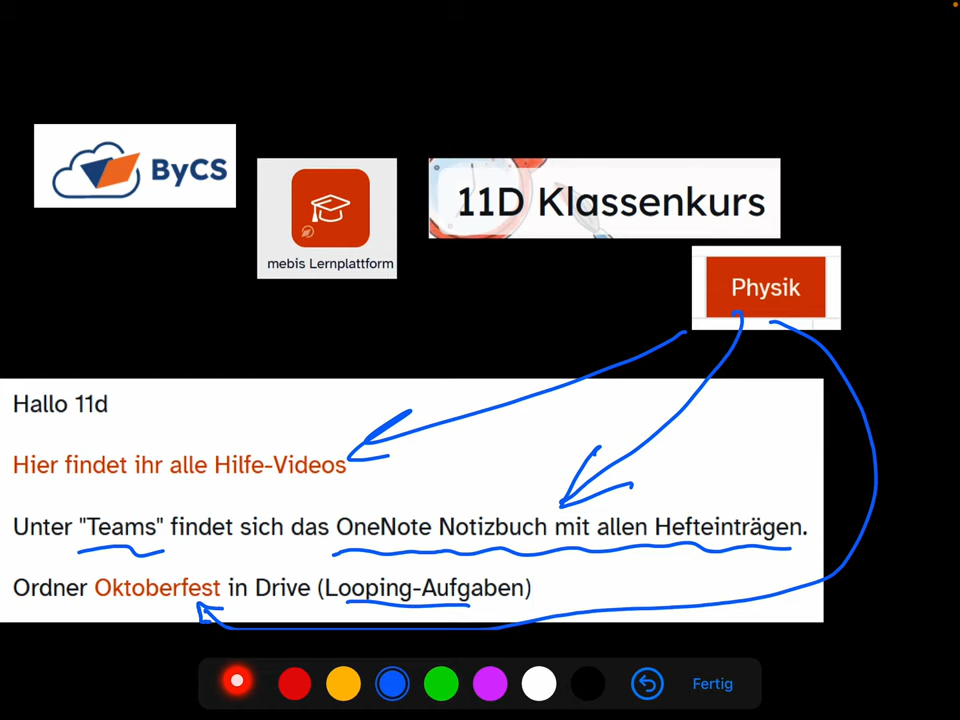 ByCS
mebis Lernplattform
11D Klassenkurs
Physik
Hallo 11d
Hier findet ihr alle Hilfe-Videos
Unter "Teams" findet sich das OneNote Notizbuch mit allen Hefteinträgen.
Ordner Oktoberfest in Drive (Looping-Aufgaben)
Fertig